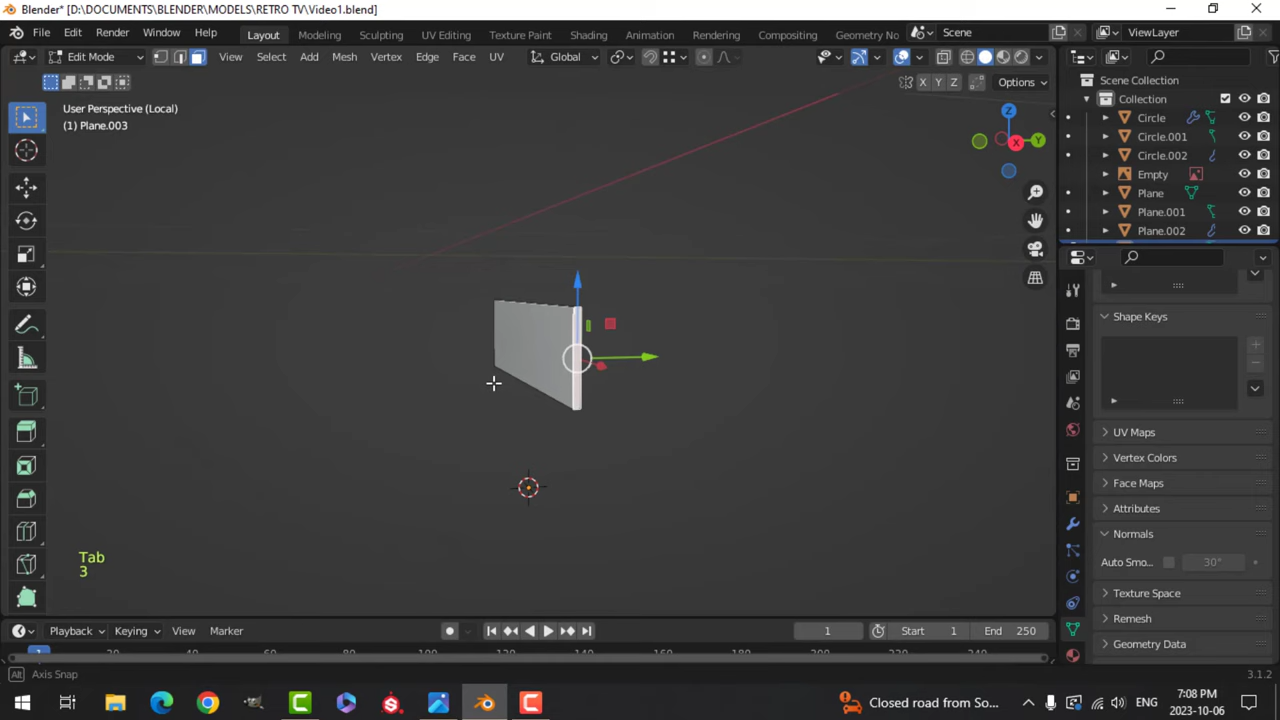 Blender* [D:\DOCUMENTS\BLENDER\MODELS\RETRO TV\Video1.blend]
File Edit Render Window Help Layout Modeling Sculpting UV Editing Texture Paint Shading Animation Rendering Compositing Geometry No Scene ViewLayer
Edit Mode View Select Add Mesh Vertex Edge Face UV Global
X Y Z Options
User Perspective (Local)
(1) Plane.003
Z
X
Y
Scene Collection
Collection
Circle
Circle.001
Circle.002
Empty
Plane
Plane.001
Plane.002
Shape Keys
UV Maps
Vertex Colors
Face Maps
Attributes
Normals
Auto Smo... 30°
Texture Space
Remesh
Geometry Data
Tab
3
Playback Keying View Marker 1 Start 1 End 250
Alt Axis Snap 3.1.2
Closed road from So... ENG 7:08 PM
2023-10-06